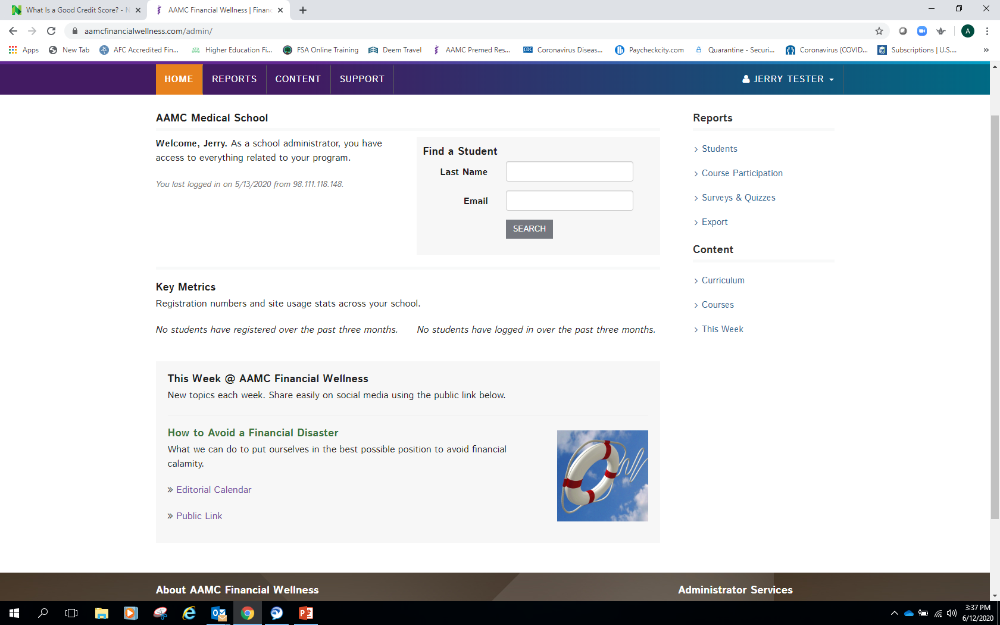 What Is a Good Credit Score? - N
AAMC Financial Wellness | Financ
aamcfinancialwellness.com/admin/
A
Apps
New Tab
AFC Accredited Fin...
Higher Education Fi...
FSA Online Training
Deem Travel
AAMC Premed Res...
CDC
Coronavirus Diseas...
Paycheckcity.com
Quarantine - Securi...
Coronavirus (COVID...
Subscriptions | U.S....
»
HOME
REPORTS
CONTENT
SUPPORT
JERRY TESTER
AAMC Medical School
Welcome, Jerry. As a school administrator, you have
access to everything related to your program.
You last logged in on 5/13/2020 from 98.111.118.148.
Find a Student
Last Name
Email
SEARCH
Key Metrics
Registration numbers and site usage stats across your school.
No students have registered over the past three months.
No students have logged in over the past three months.
This Week @ AAMC Financial Wellness
New topics each week. Share easily on social media using the public link below.
How to Avoid a Financial Disaster
What we can do to put ourselves in the best possible position to avoid financial
calamity.
» Editorial Calendar
» Public Link
Reports
› Students
› Course Participation
› Surveys & Quizzes
› Export
Content
› Curriculum
› Courses
› This Week
About AAMC Financial Wellness
Administrator Services
3:37 PM
6/12/2020